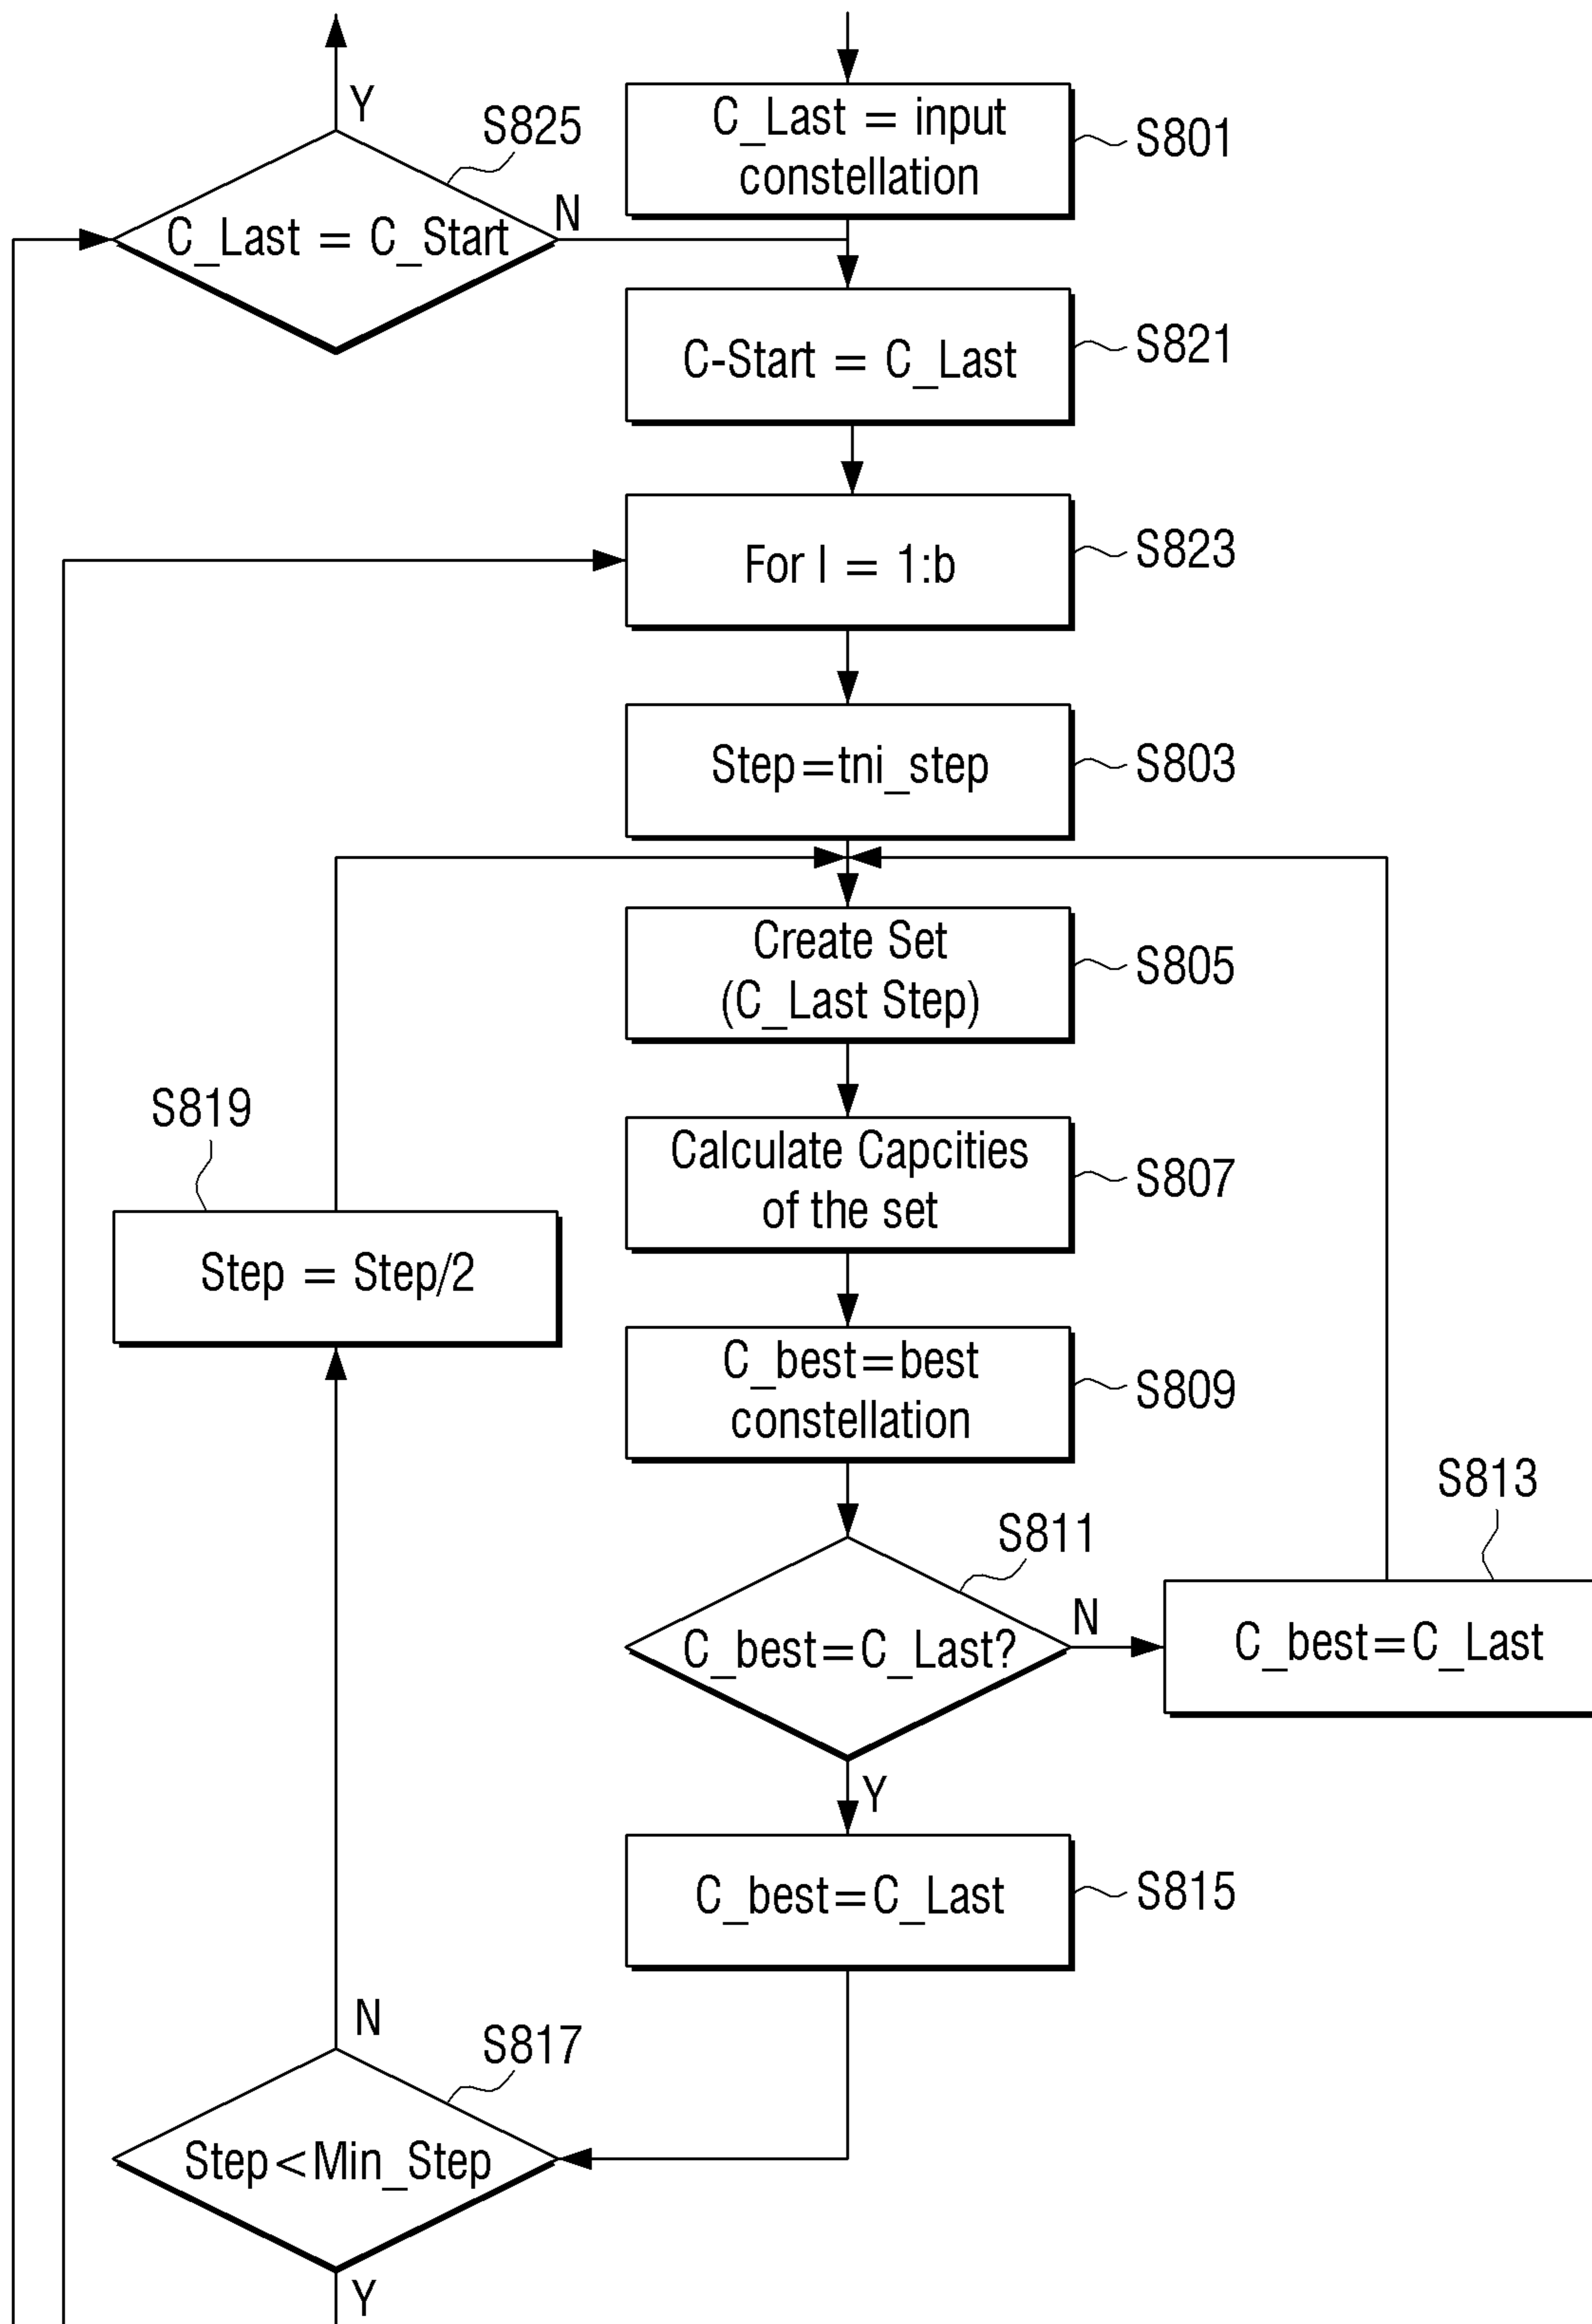 Y
S825
C_Last = C_Start
N
C_Last = input
constellation
S801
C-Start = C_Last
S821
For I = 1:b
S823
Step=tni_step
S803
Create Set
(C_Last Step)
S805
S819
Step = Step/2
Calculate Capcities
of the set
S807
C_best=best
constellation
S809
S811
C_best=C_Last?
N
S813
C_best=C_Last
Y
C_best=C_Last
S815
N
S817
Step<Min_Step
Y